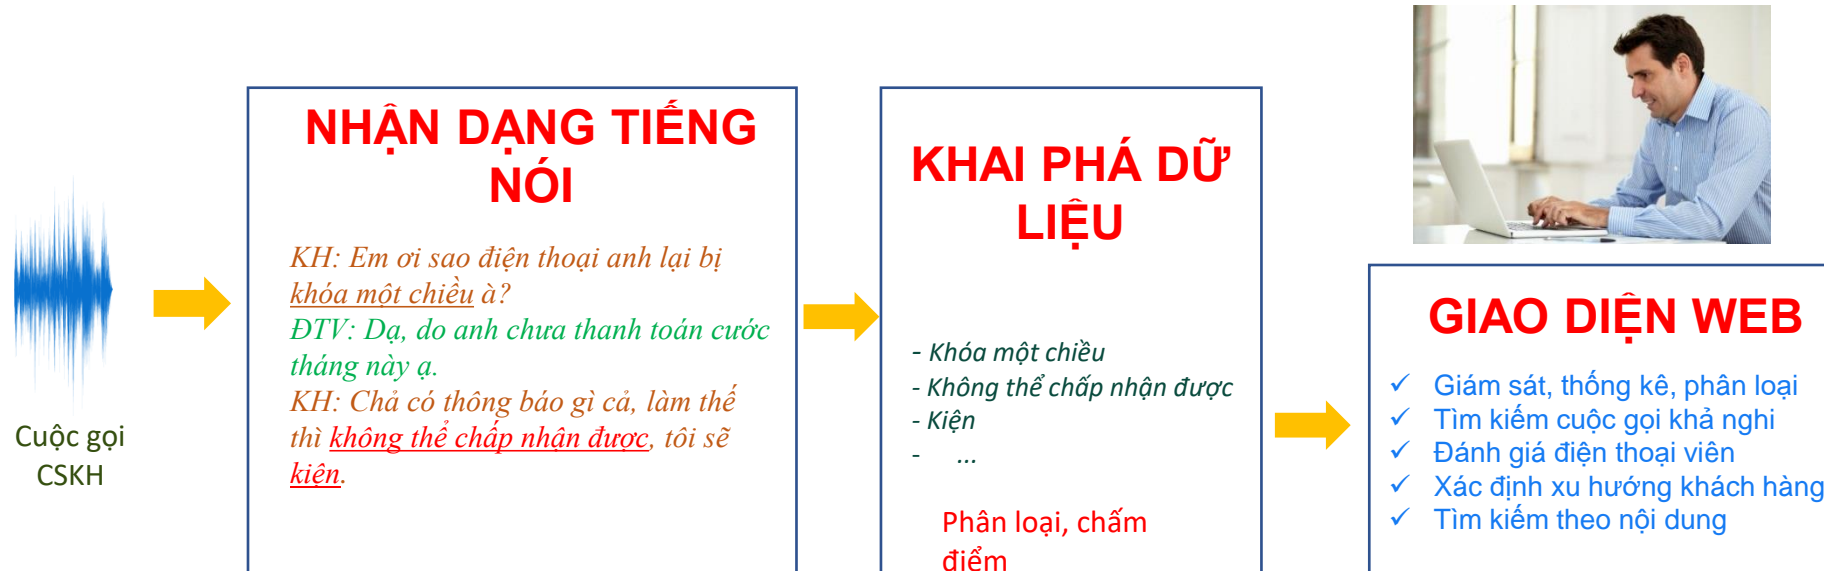 Cuộc gọi
CSKH
NHẬN DẠNG TIẾNG
NÓI
KH: Em ơi sao điện thoại anh lại bị
khóa một chiều à?
ĐTV: Dạ, do anh chưa thanh toán cước
tháng này ạ.
KH: Chả có thông báo gì cả, làm thế
thì không thể chấp nhận được, tôi sẽ
kiện.
KHAI PHÁ DỮ
LIỆU
- Khóa một chiều
- Không thể chấp nhận được
- Kiện
- ...
Phân loại, chấm
điểm
GIAO DIỆN WEB
✓ Giám sát, thống kê, phân loại
✓ Tìm kiếm cuộc gọi khả nghi
✓ Đánh giá điện thoại viên
✓ Xác định xu hướng khách hàng
✓ Tìm kiếm theo nội dung